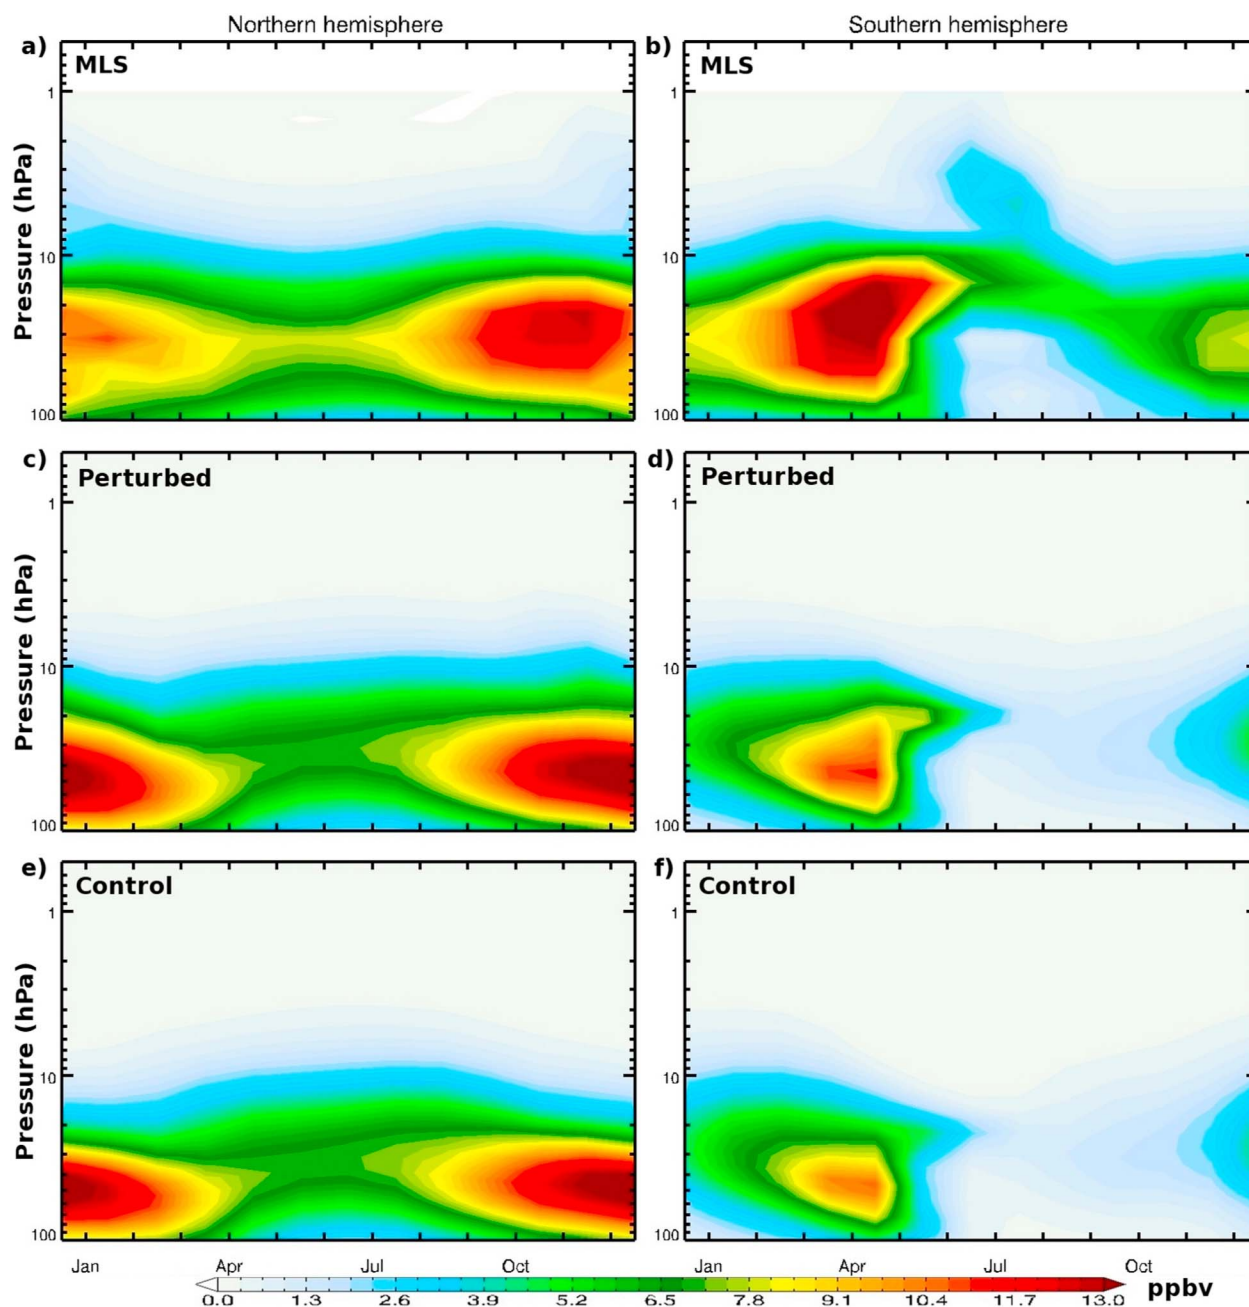 Northern hemisphere
Southern hemisphere
a)
MLS
b)
MLS
Pressure (hPa)
1
10
100
1
10
100
c)
Perturbed
d)
Perturbed
Pressure (hPa)
1
10
100
1
10
100
e)
Control
f)
Control
Pressure (hPa)
1
10
100
1
10
100
Jan Apr Jul Oct
Jan Apr Jul Oct
0.0 1.3 2.6 3.9 5.2 6.5 7.8 9.1 10.4 11.7 13.0 ppbv